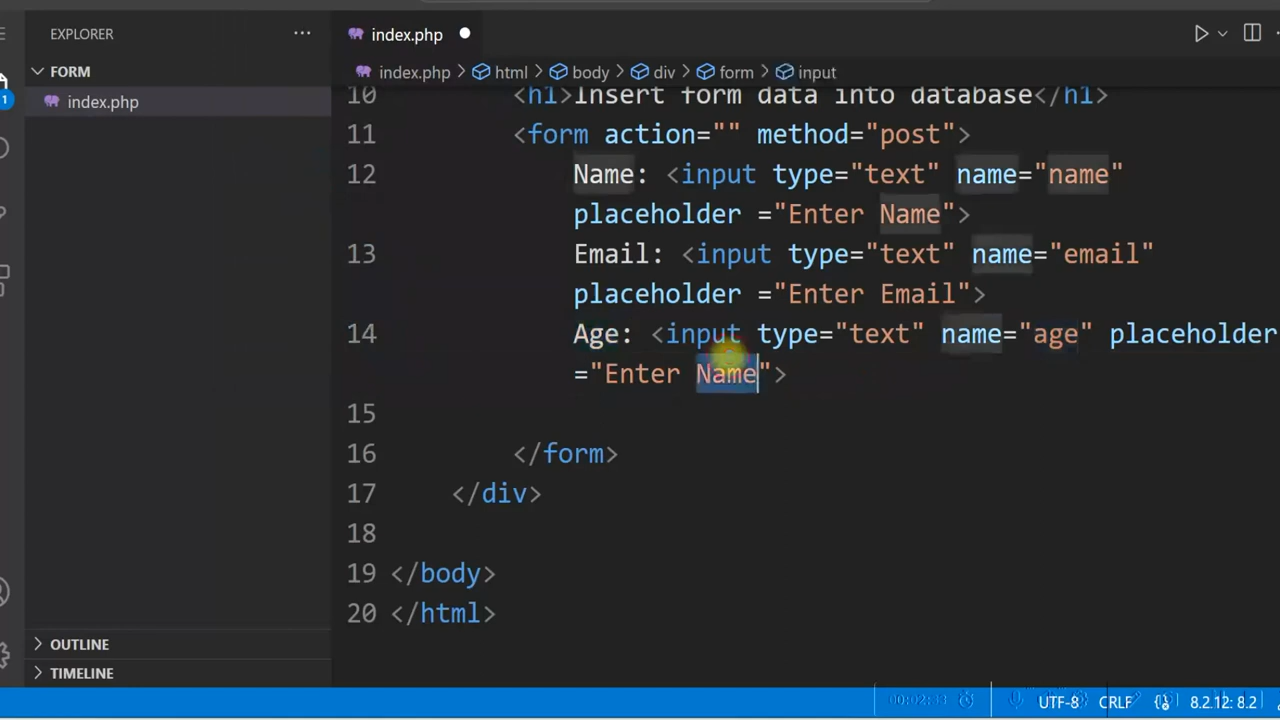 EXPLORER
index.php
FORM
index.php
index.php html body div form input
10 <h1>Insert form data into database</h1>
11 <form action="" method="post">
12 Name: <input type="text" name="name"
placeholder ="Enter Name">
13 Email: <input type="text" name="email"
placeholder ="Enter Email">
14 Age: <input type="text" name="age" placeholder
="Enter Name">
15
16 </form>
17 </div>
18
19 </body>
20 </html>
OUTLINE
TIMELINE
1
UTF-8 CRLF 8.2.12: 8.2